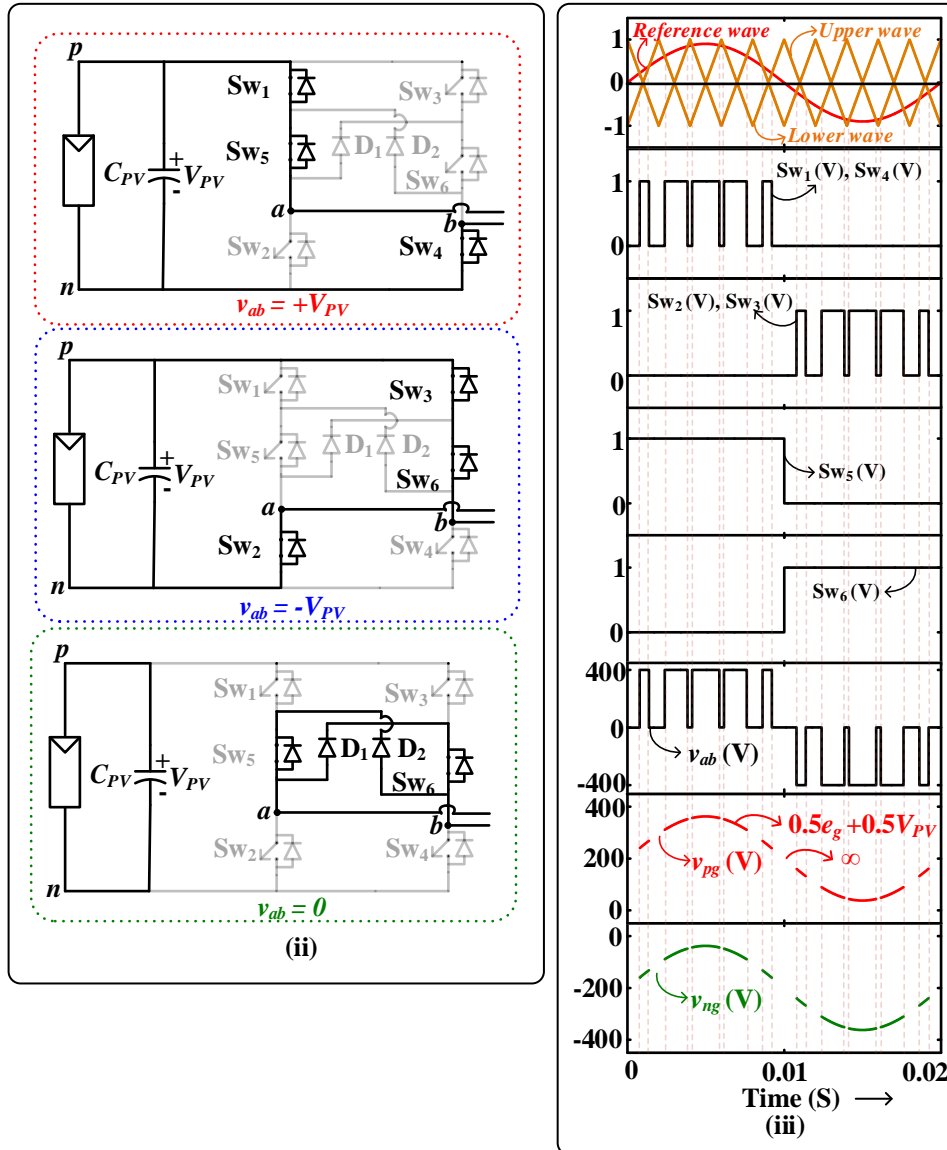 p
Sw1
Sw3
Sw5
D1
D2
CPV
+
VPV
-
Sw6
a
b
Sw2
Sw4
n
vab = +VPV
p
Sw1
Sw3
CPV
+
VPV
-
Sw5
D1
D2
Sw6
a
b
Sw2
Sw4
n
vab = -VPV
p
Sw1
Sw3
CPV
+
VPV
-
Sw5
D1
D2
Sw6
a
b
Sw2
Sw4
n
vab = 0
(ii)
Reference wave
Upper wave
1
0
-1
Lower wave
Sw1(V), Sw4(V)
1
0
Sw2(V), Sw3(V)
1
0
1
Sw5(V)
0
1
Sw6(V)
0
400
0
vab (V)
-400
400
0.5eg+0.5VPV
200
vpg (V)
∞
0
0
-200
vng (V)
-400
0
0.01
0.02
Time (S)
(iii)